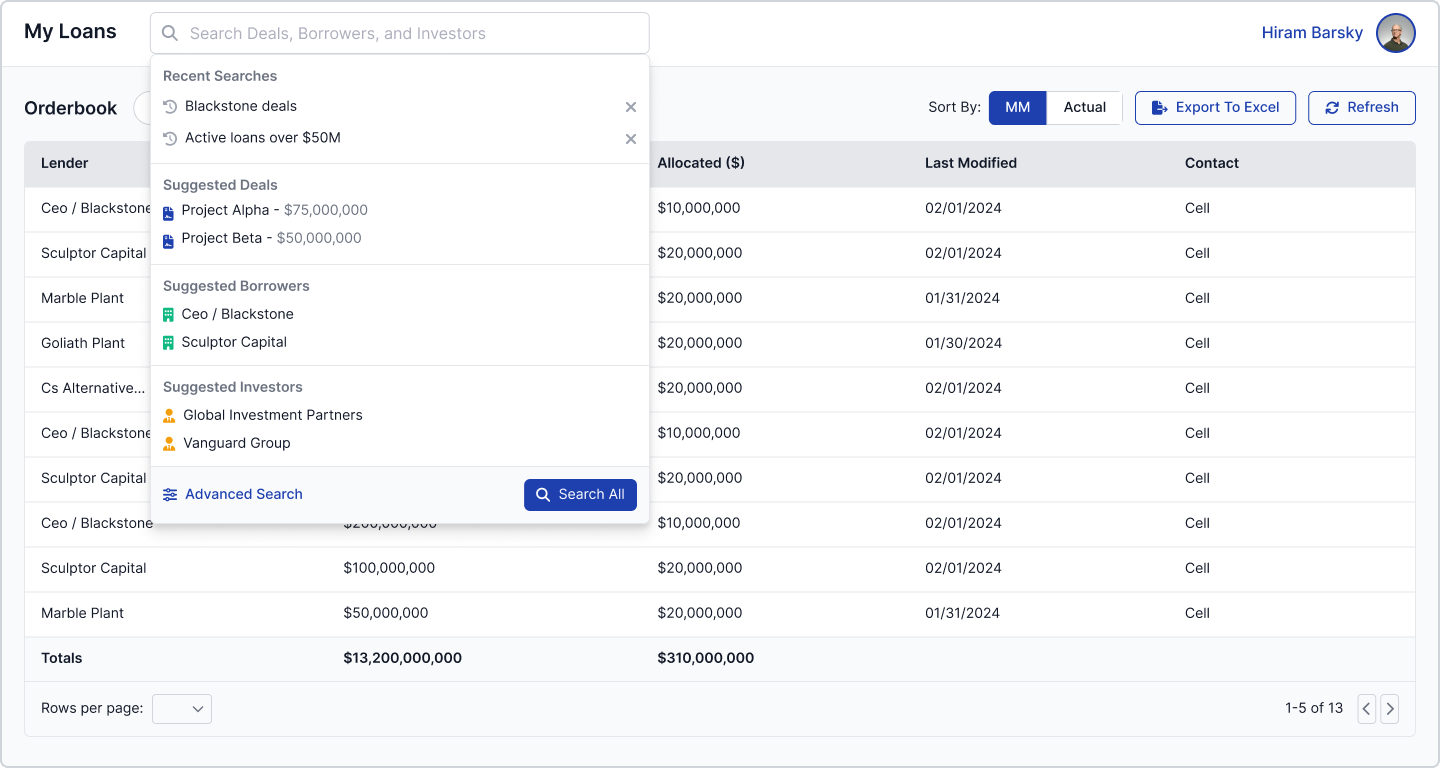 My Loans
Search Deals, Borrowers, and Investors
Hiram Barsky
Recent Searches
Blackstone deals
Active loans over $50M
Suggested Deals
Project Alpha - $75,000,000
Project Beta - $50,000,000
Suggested Borrowers
Ceo / Blackstone
Sculptor Capital
Suggested Investors
Global Investment Partners
Vanguard Group
Advanced Search
Search All
Orderbook
Sort By: MM Actual
Export To Excel
Refresh
Lender Allocated ($) Last Modified Contact
Ceo / Blackstone $10,000,000 02/01/2024 Cell
Sculptor Capital $20,000,000 02/01/2024 Cell
Marble Plant $20,000,000 01/31/2024 Cell
Goliath Plant $20,000,000 01/30/2024 Cell
Cs Alternative... $20,000,000 02/01/2024 Cell
Ceo / Blackstone $10,000,000 02/01/2024 Cell
Sculptor Capital $20,000,000 02/01/2024 Cell
Ceo / Blackstone $200,000,000 $10,000,000 02/01/2024 Cell
Sculptor Capital $100,000,000 $20,000,000 02/01/2024 Cell
Marble Plant $50,000,000 $20,000,000 01/31/2024 Cell
Totals $13,200,000,000 $310,000,000
Rows per page:
1-5 of 13